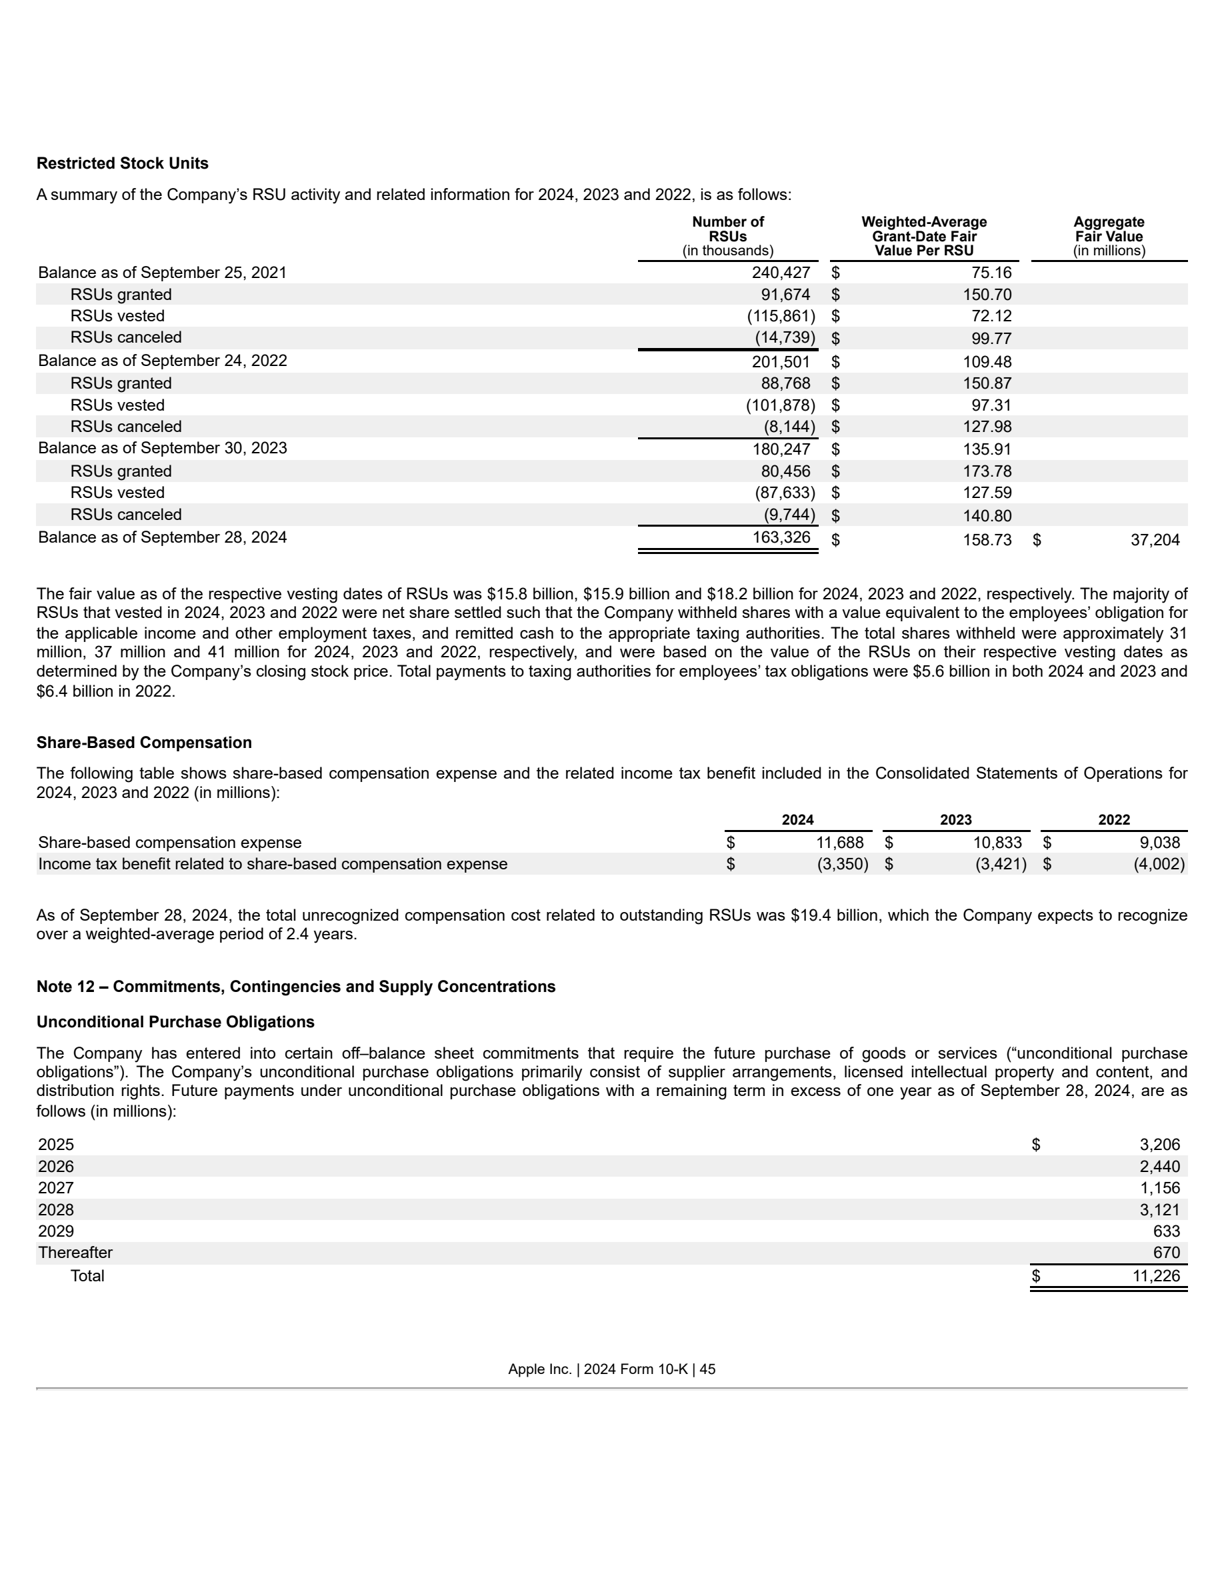 Restricted Stock Units
A summary of the Company’s RSU activity and related information for 2024, 2023 and 2022, is as follows:
Number of RSUs (in thousands) Weighted-Average Grant-Date Fair Value Per RSU Aggregate Fair Value (in millions)
Balance as of September 25, 2021 240,427 $ 75.16
RSUs granted 91,674 $ 150.70
RSUs vested (115,861) $ 72.12
RSUs canceled (14,739) $ 99.77
Balance as of September 24, 2022 201,501 $ 109.48
RSUs granted 88,768 $ 150.87
RSUs vested (101,878) $ 97.31
RSUs canceled (8,144) $ 127.98
Balance as of September 30, 2023 180,247 $ 135.91
RSUs granted 80,456 $ 173.78
RSUs vested (87,633) $ 127.59
RSUs canceled (9,744) $ 140.80
Balance as of September 28, 2024 163,326 $ 158.73 $ 37,204
The fair value as of the respective vesting dates of RSUs was $15.8 billion, $15.9 billion and $18.2 billion for 2024, 2023 and 2022, respectively. The majority of
RSUs that vested in 2024, 2023 and 2022 were net share settled such that the Company withheld shares with a value equivalent to the employees’ obligation for
the applicable income and other employment taxes, and remitted cash to the appropriate taxing authorities. The total shares withheld were approximately 31
million, 37 million and 41 million for 2024, 2023 and 2022, respectively, and were based on the value of the RSUs on their respective vesting dates as
determined by the Company’s closing stock price. Total payments to taxing authorities for employees’ tax obligations were $5.6 billion in both 2024 and 2023 and
$6.4 billion in 2022.
Share-Based Compensation
The following table shows share-based compensation expense and the related income tax benefit included in the Consolidated Statements of Operations for
2024, 2023 and 2022 (in millions):
2024 2023 2022
Share-based compensation expense $ 11,688 $ 10,833 $ 9,038
Income tax benefit related to share-based compensation expense $ (3,350) $ (3,421) $ (4,002)
As of September 28, 2024, the total unrecognized compensation cost related to outstanding RSUs was $19.4 billion, which the Company expects to recognize
over a weighted-average period of 2.4 years.
Note 12 – Commitments, Contingencies and Supply Concentrations
Unconditional Purchase Obligations
The Company has entered into certain off–balance sheet commitments that require the future purchase of goods or services (“unconditional purchase
obligations”). The Company’s unconditional purchase obligations primarily consist of supplier arrangements, licensed intellectual property and content, and
distribution rights. Future payments under unconditional purchase obligations with a remaining term in excess of one year as of September 28, 2024, are as
follows (in millions):
2025 $ 3,206
2026 2,440
2027 1,156
2028 3,121
2029 633
Thereafter 670
Total $ 11,226
Apple Inc. | 2024 Form 10-K | 45